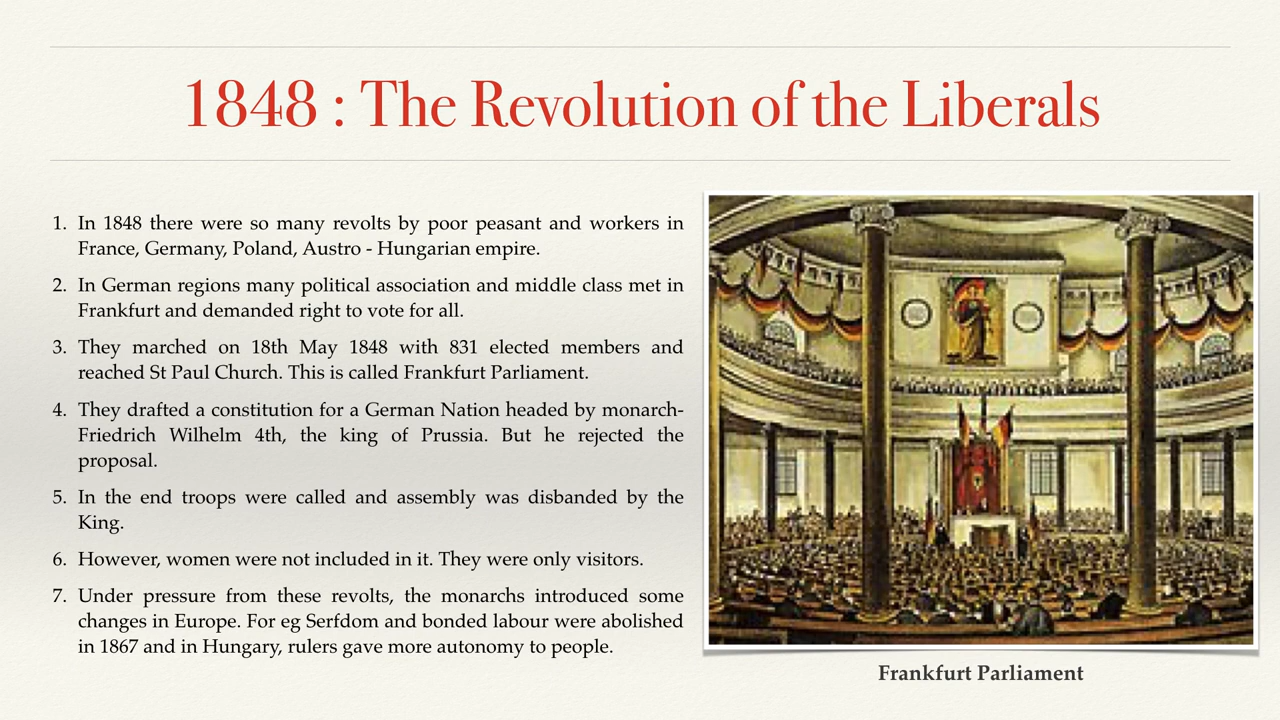 1848 : The Revolution of the Liberals
1. In 1848 there were so many revolts by poor peasant and workers in
France, Germany, Poland, Austro - Hungarian empire.
2. In German regions many political association and middle class met in
Frankfurt and demanded right to vote for all.
3. They marched on 18th May 1848 with 831 elected members and
reached St Paul Church. This is called Frankfurt Parliament.
4. They drafted a constitution for a German Nation headed by monarch-
Friedrich Wilhelm 4th, the king of Prussia. But he rejected the
proposal.
5. In the end troops were called and assembly was disbanded by the
King.
6. However, women were not included in it. They were only visitors.
7. Under pressure from these revolts, the monarchs introduced some
changes in Europe. For eg Serfdom and bonded labour were abolished
in 1867 and in Hungary, rulers gave more autonomy to people.
Frankfurt Parliament